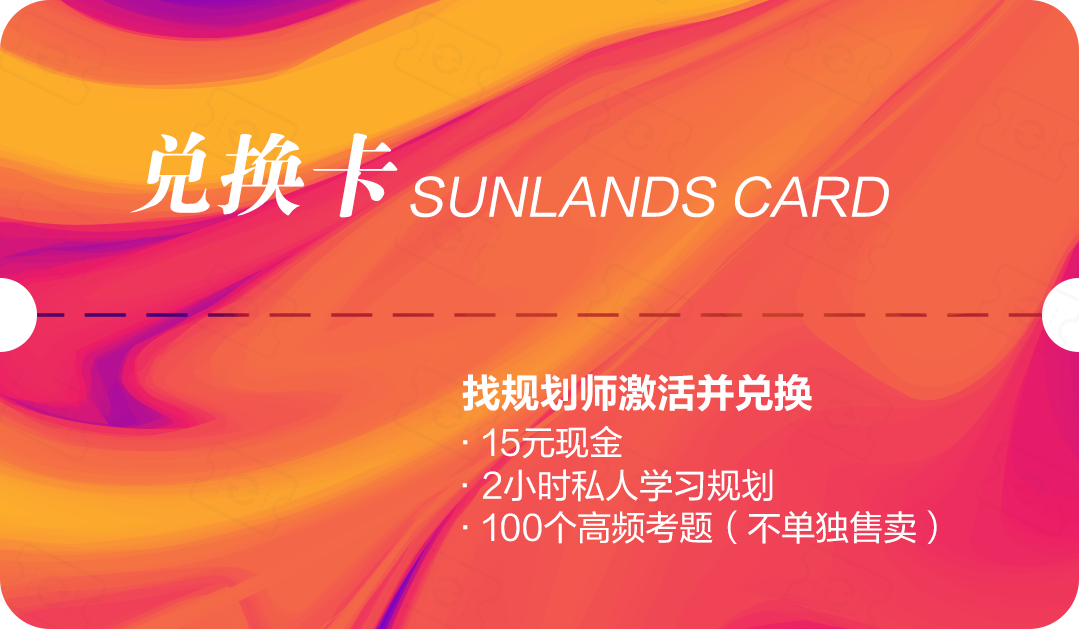 兑换卡 SUNLANDS CARD
找规划师激活并兑换
· 15元现金
· 2小时私人学习规划
· 100个高频考题（不单独售卖）